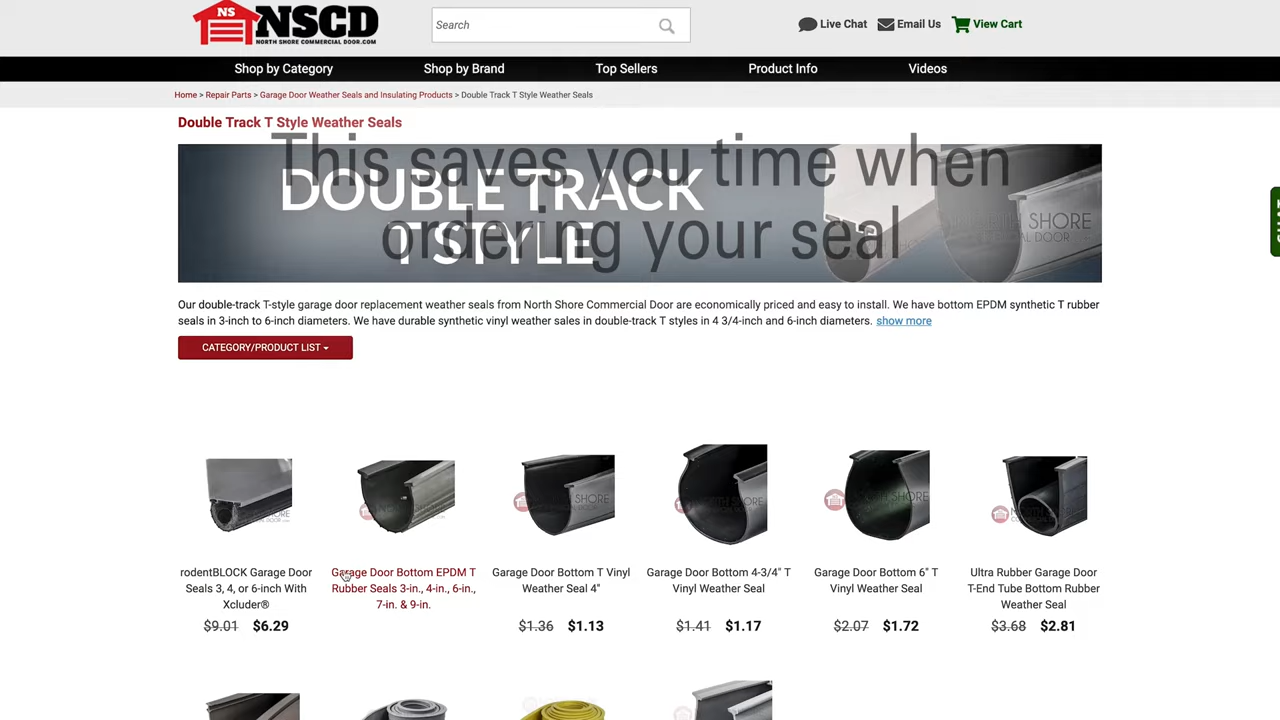 NS
NSCD
NORTH SHORE COMMERCIAL DOOR.COM
Search
Live Chat
Email Us
View Cart
Shop by Category
Shop by Brand
Top Sellers
Product Info
Videos
Home > Repair Parts > Garage Door Weather Seals and Insulating Products > Double Track T Style Weather Seals
Double Track T Style Weather Seals
This saves you time when
ordering your seal
DOUBLE TRACK
T STYLE
NORTH SHORE
COMMERCIAL DOOR
Our double-track T-style garage door replacement weather seals from North Shore Commercial Door are economically priced and easy to install. We have bottom EPDM synthetic T rubber
seals in 3-inch to 6-inch diameters. We have durable synthetic vinyl weather sales in double-track T styles in 4 3/4-inch and 6-inch diameters. show more
CATEGORY/PRODUCT LIST
rodentBLOCK Garage Door
Seals 3, 4, or 6-inch With
Xcluder®
$9.01 $6.29
Garage Door Bottom EPDM T
Rubber Seals 3-in., 4-in., 6-in.,
7-in. & 9-in.
Garage Door Bottom T Vinyl
Weather Seal 4"
$1.36 $1.13
Garage Door Bottom 4-3/4" T
Vinyl Weather Seal
$1.41 $1.17
Garage Door Bottom 6" T
Vinyl Weather Seal
$2.07 $1.72
Ultra Rubber Garage Door
T-End Tube Bottom Rubber
Weather Seal
$3.68 $2.81